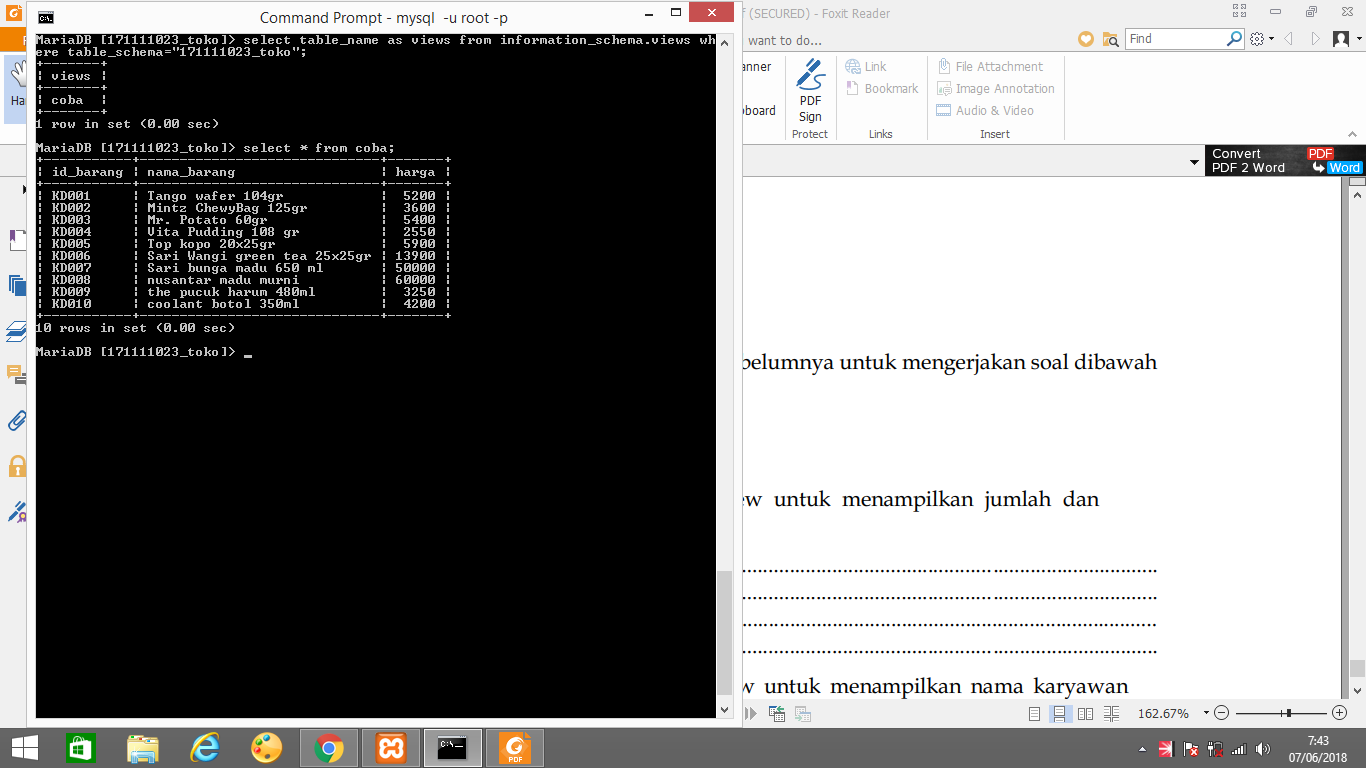 Command Prompt - mysql  -u root -p
MariaDB [171111023_toko]> select table_name as views from information_schema.views wh
ere table_schema="171111023_toko";
+-------+
| views |
+-------+
| coba  |
+-------+
1 row in set (0.00 sec)
MariaDB [171111023_toko]> select * from coba;
+-----------+------------------------------+-------+
| id_barang | nama_barang                  | harga |
+-----------+------------------------------+-------+
| KD001     | Tango wafer 104gr            |  5200 |
| KD002     | Mintz ChewyBag 125gr         |  3600 |
| KD003     | Mr. Potato 60gr              |  5400 |
| KD004     | Vita Pudding 108 gr          |  2550 |
| KD005     | Top kopo 20x25gr             |  5900 |
| KD006     | Sari Wangi green tea 25x25gr | 13900 |
| KD007     | Sari bunga madu 650 ml       | 50000 |
| KD008     | nusantar madu murni          | 60000 |
| KD009     | the pucuk harum 480ml        |  3250 |
| KD010     | coolant botol 350ml          |  4200 |
+-----------+------------------------------+-------+
10 rows in set (0.00 sec)
MariaDB [171111023_toko]> _
(SECURED) - Foxit Reader
want to do...
Find
Link
Bookmark
PDF
Sign
File Attachment
Image Annotation
Audio & Video
Protect
Links
Insert
Convert
PDF 2 Word
PDF
Word
belumnya untuk mengerjakan soal dibawah
untuk menampilkan jumlah dan
........................................................................
........................................................................
........................................................................
........................................................................
untuk menampilkan nama karyawan
162.67%
PDF
7:43
07/06/2018